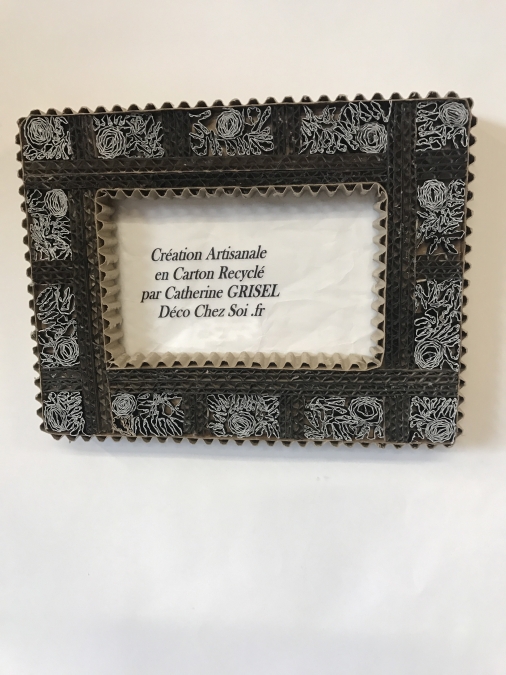 Création Artisanale
en Carton Recyclé
par Catherine GRISEL
Déco Chez Soi .fr